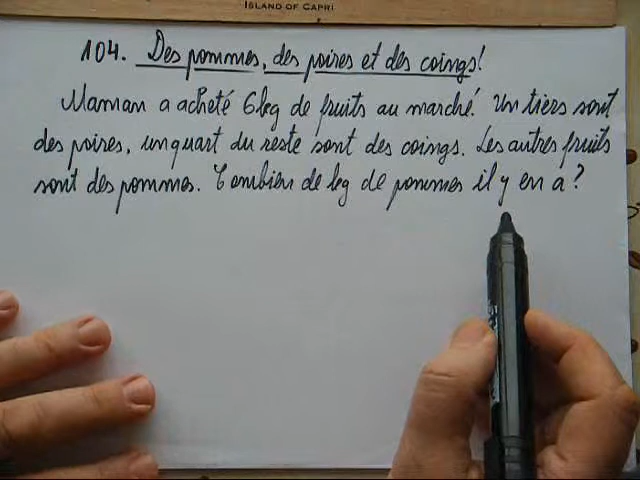 ISLAND OF CAPRI
104. Des pommes, des poires et des coings!
Maman a acheté 6 kg de fruits au marché. Un tiers sont
des poires, un quart du reste sont des coings. Les autres fruits
sont des pommes. Combien de kg de pommes il y en a?